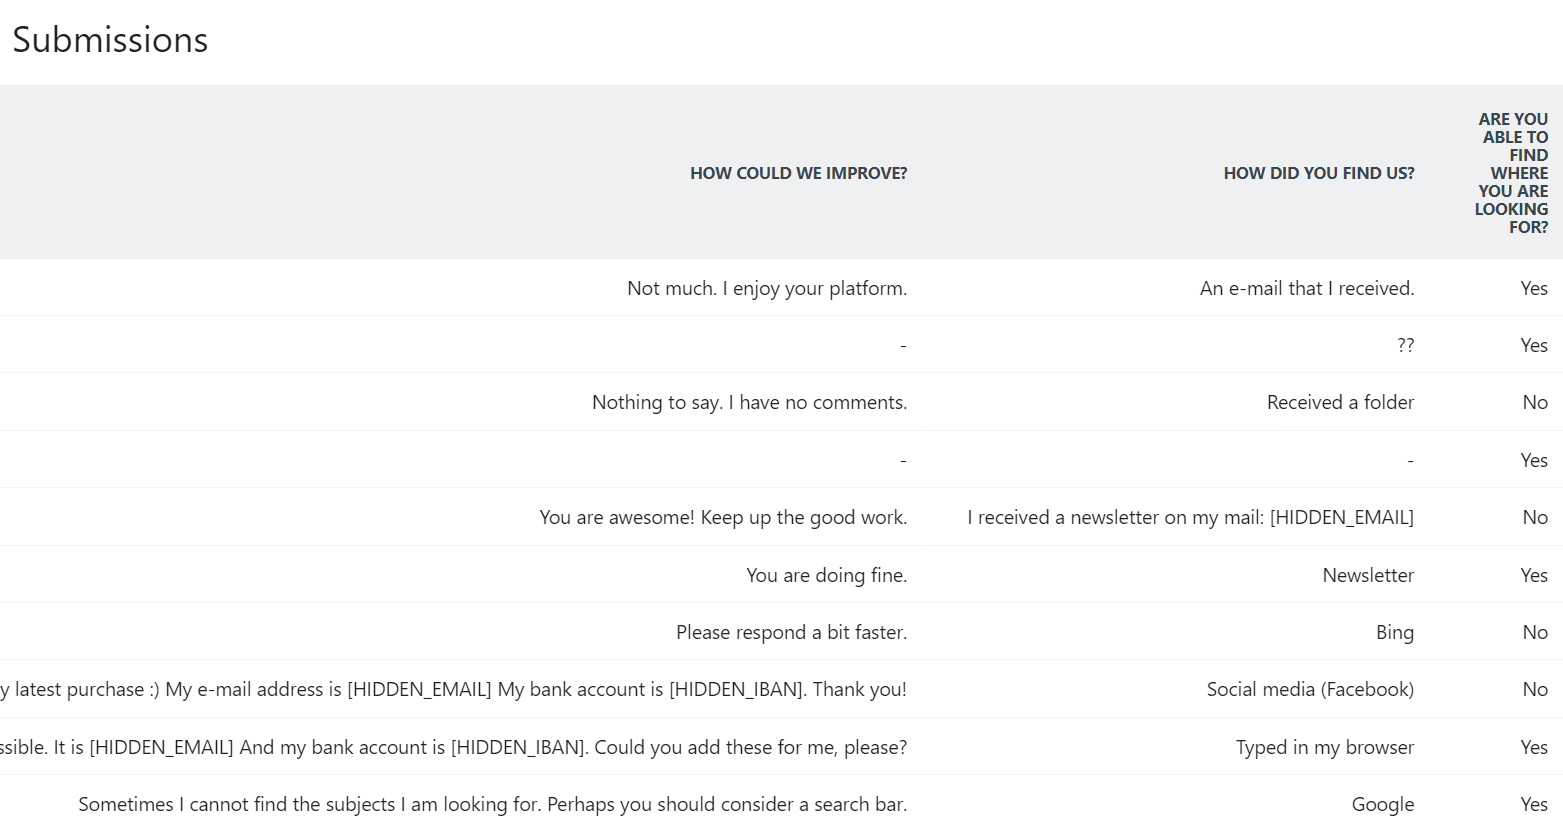 Submissions
HOW COULD WE IMPROVE?
HOW DID YOU FIND US?
ARE YOU
ABLE TO
FIND
WHERE
YOU ARE
LOOKING
FOR?
Not much. I enjoy your platform. An e-mail that I received. Yes
- ?? Yes
Nothing to say. I have no comments. Received a folder No
- - Yes
You are awesome! Keep up the good work. I received a newsletter on my mail: [HIDDEN_EMAIL] No
You are doing fine. Newsletter Yes
Please respond a bit faster. Bing No
y latest purchase :) My e-mail address is [HIDDEN_EMAIL] My bank account is [HIDDEN_IBAN]. Thank you! Social media (Facebook) No
ssible. It is [HIDDEN_EMAIL] And my bank account is [HIDDEN_IBAN]. Could you add these for me, please? Typed in my browser Yes
Sometimes I cannot find the subjects I am looking for. Perhaps you should consider a search bar. Google Yes